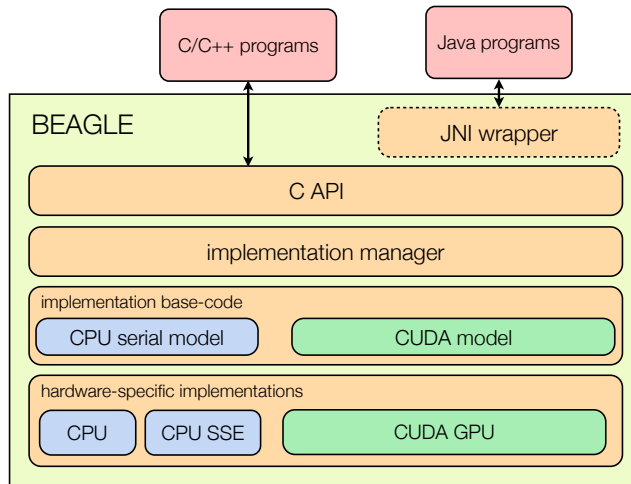 C/C++ programs
Java programs
BEAGLE
JNI wrapper
C API
implementation manager
implementation base-code
CPU serial model
CUDA model
hardware-specific implementations
CPU
CPU SSE
CUDA GPU